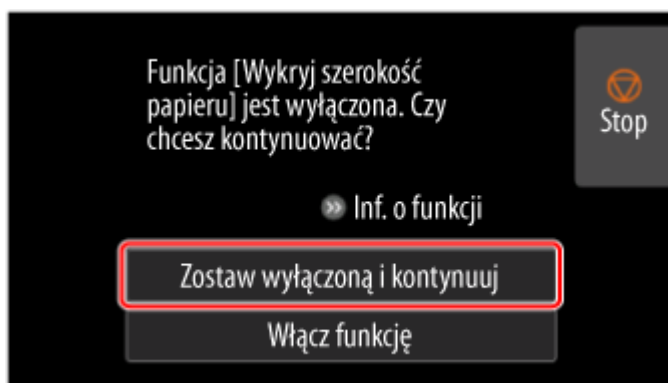 Funkcja [Wykryj szerokość
papieru] jest wyłączona. Czy
chcesz kontynuować?
Stop
Inf. o funkcji
Zostaw wyłączoną i kontynuuj
Włącz funkcję